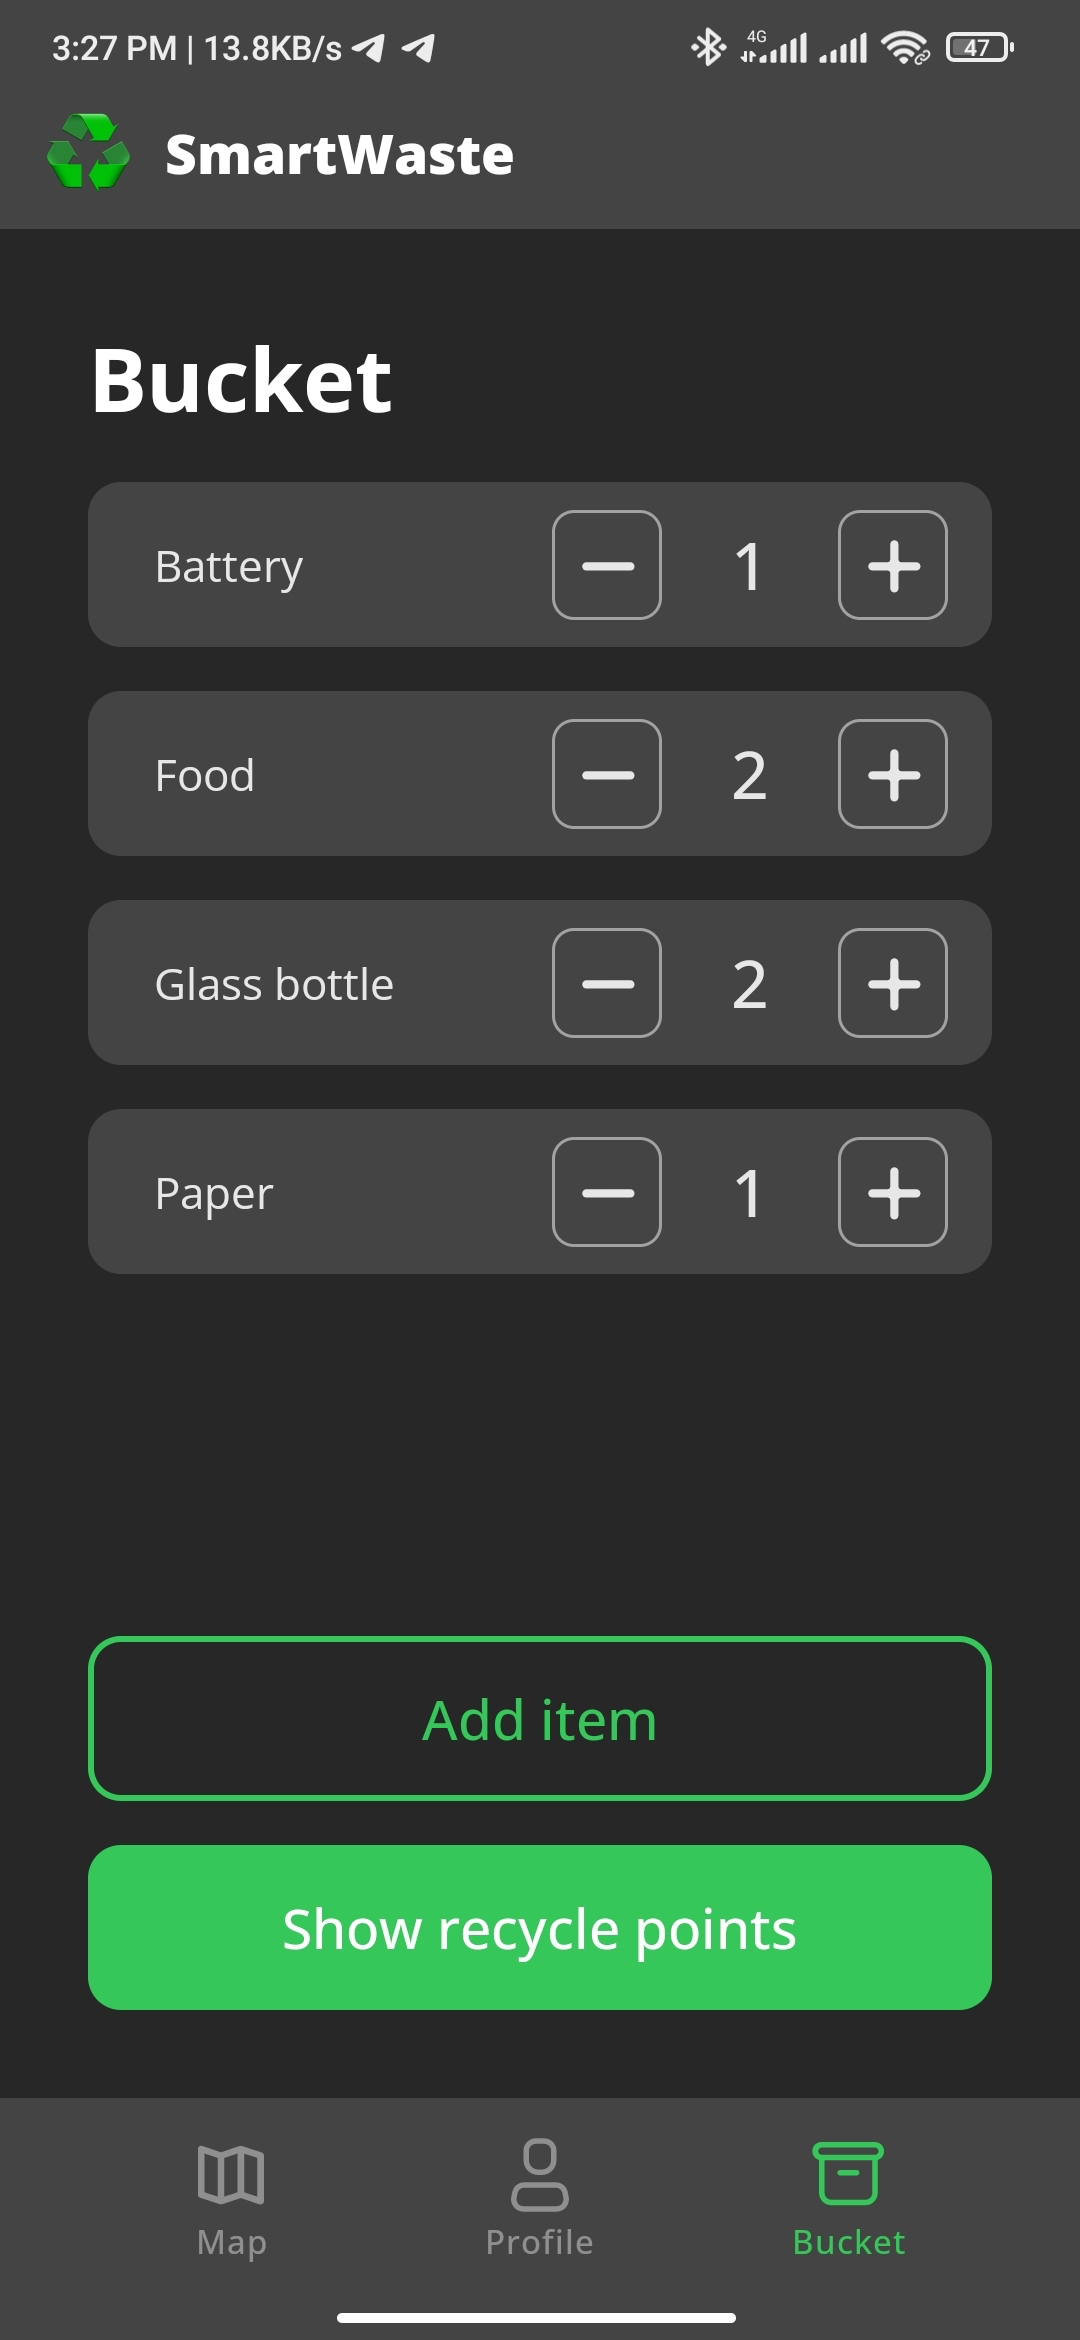 3:27 PM | 13.8KB/s 4G 47
SmartWaste
Bucket
Battery 1
Food 2
Glass bottle 2
Paper 1
Add item
Show recycle points
Map Profile Bucket